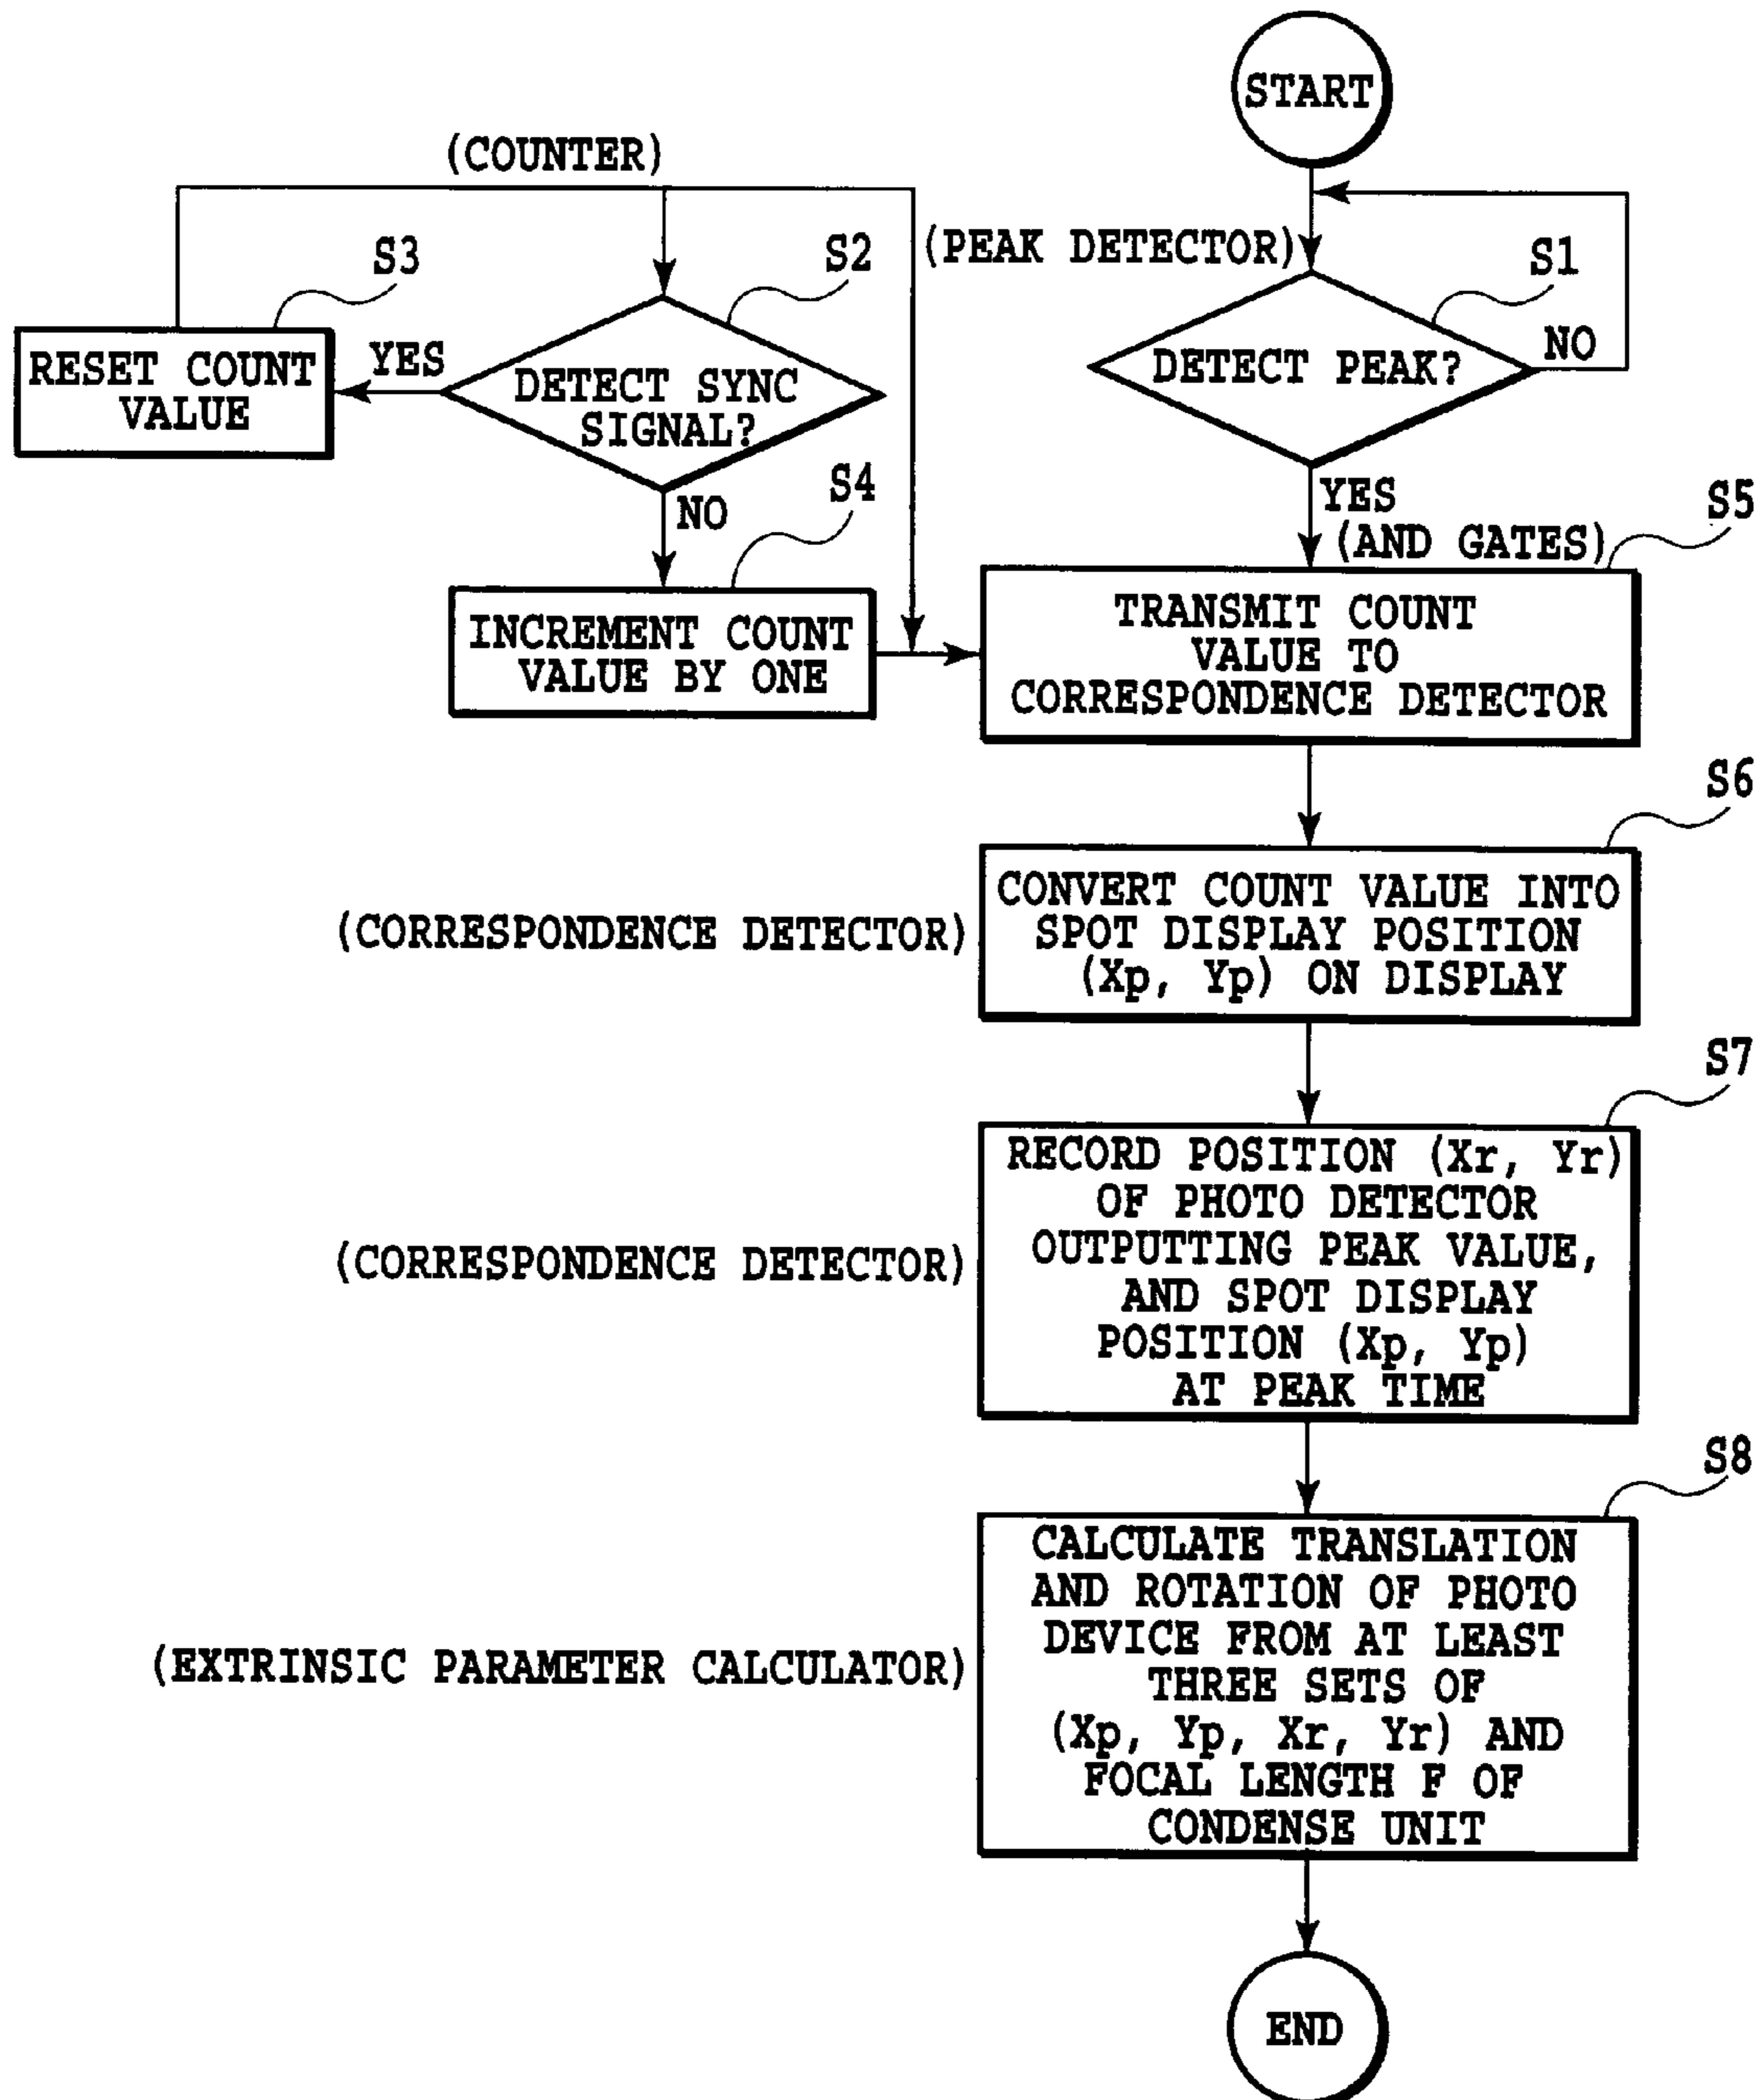 START
(COUNTER)
(PEAK DETECTOR)
S3
S2
S1
RESET COUNT
VALUE
YES
DETECT SYNC
SIGNAL?
DETECT PEAK?
NO
S4
NO
YES
(AND GATES)
S5
INCREMENT COUNT
VALUE BY ONE
TRANSMIT COUNT
VALUE TO
CORRESPONDENCE DETECTOR
S6
(CORRESPONDENCE DETECTOR)
CONVERT COUNT VALUE INTO
SPOT DISPLAY POSITION
(Xp, Yp) ON DISPLAY
S7
(CORRESPONDENCE DETECTOR)
RECORD POSITION (Xr, Yr)
OF PHOTO DETECTOR
OUTPUTTING PEAK VALUE,
AND SPOT DISPLAY
POSITION (Xp, Yp)
AT PEAK TIME
S8
(EXTRINSIC PARAMETER CALCULATOR)
CALCULATE TRANSLATION
AND ROTATION OF PHOTO
DEVICE FROM AT LEAST
THREE SETS OF
(Xp, Yp, Xr, Yr) AND
FOCAL LENGTH F OF
CONDENSE UNIT
END